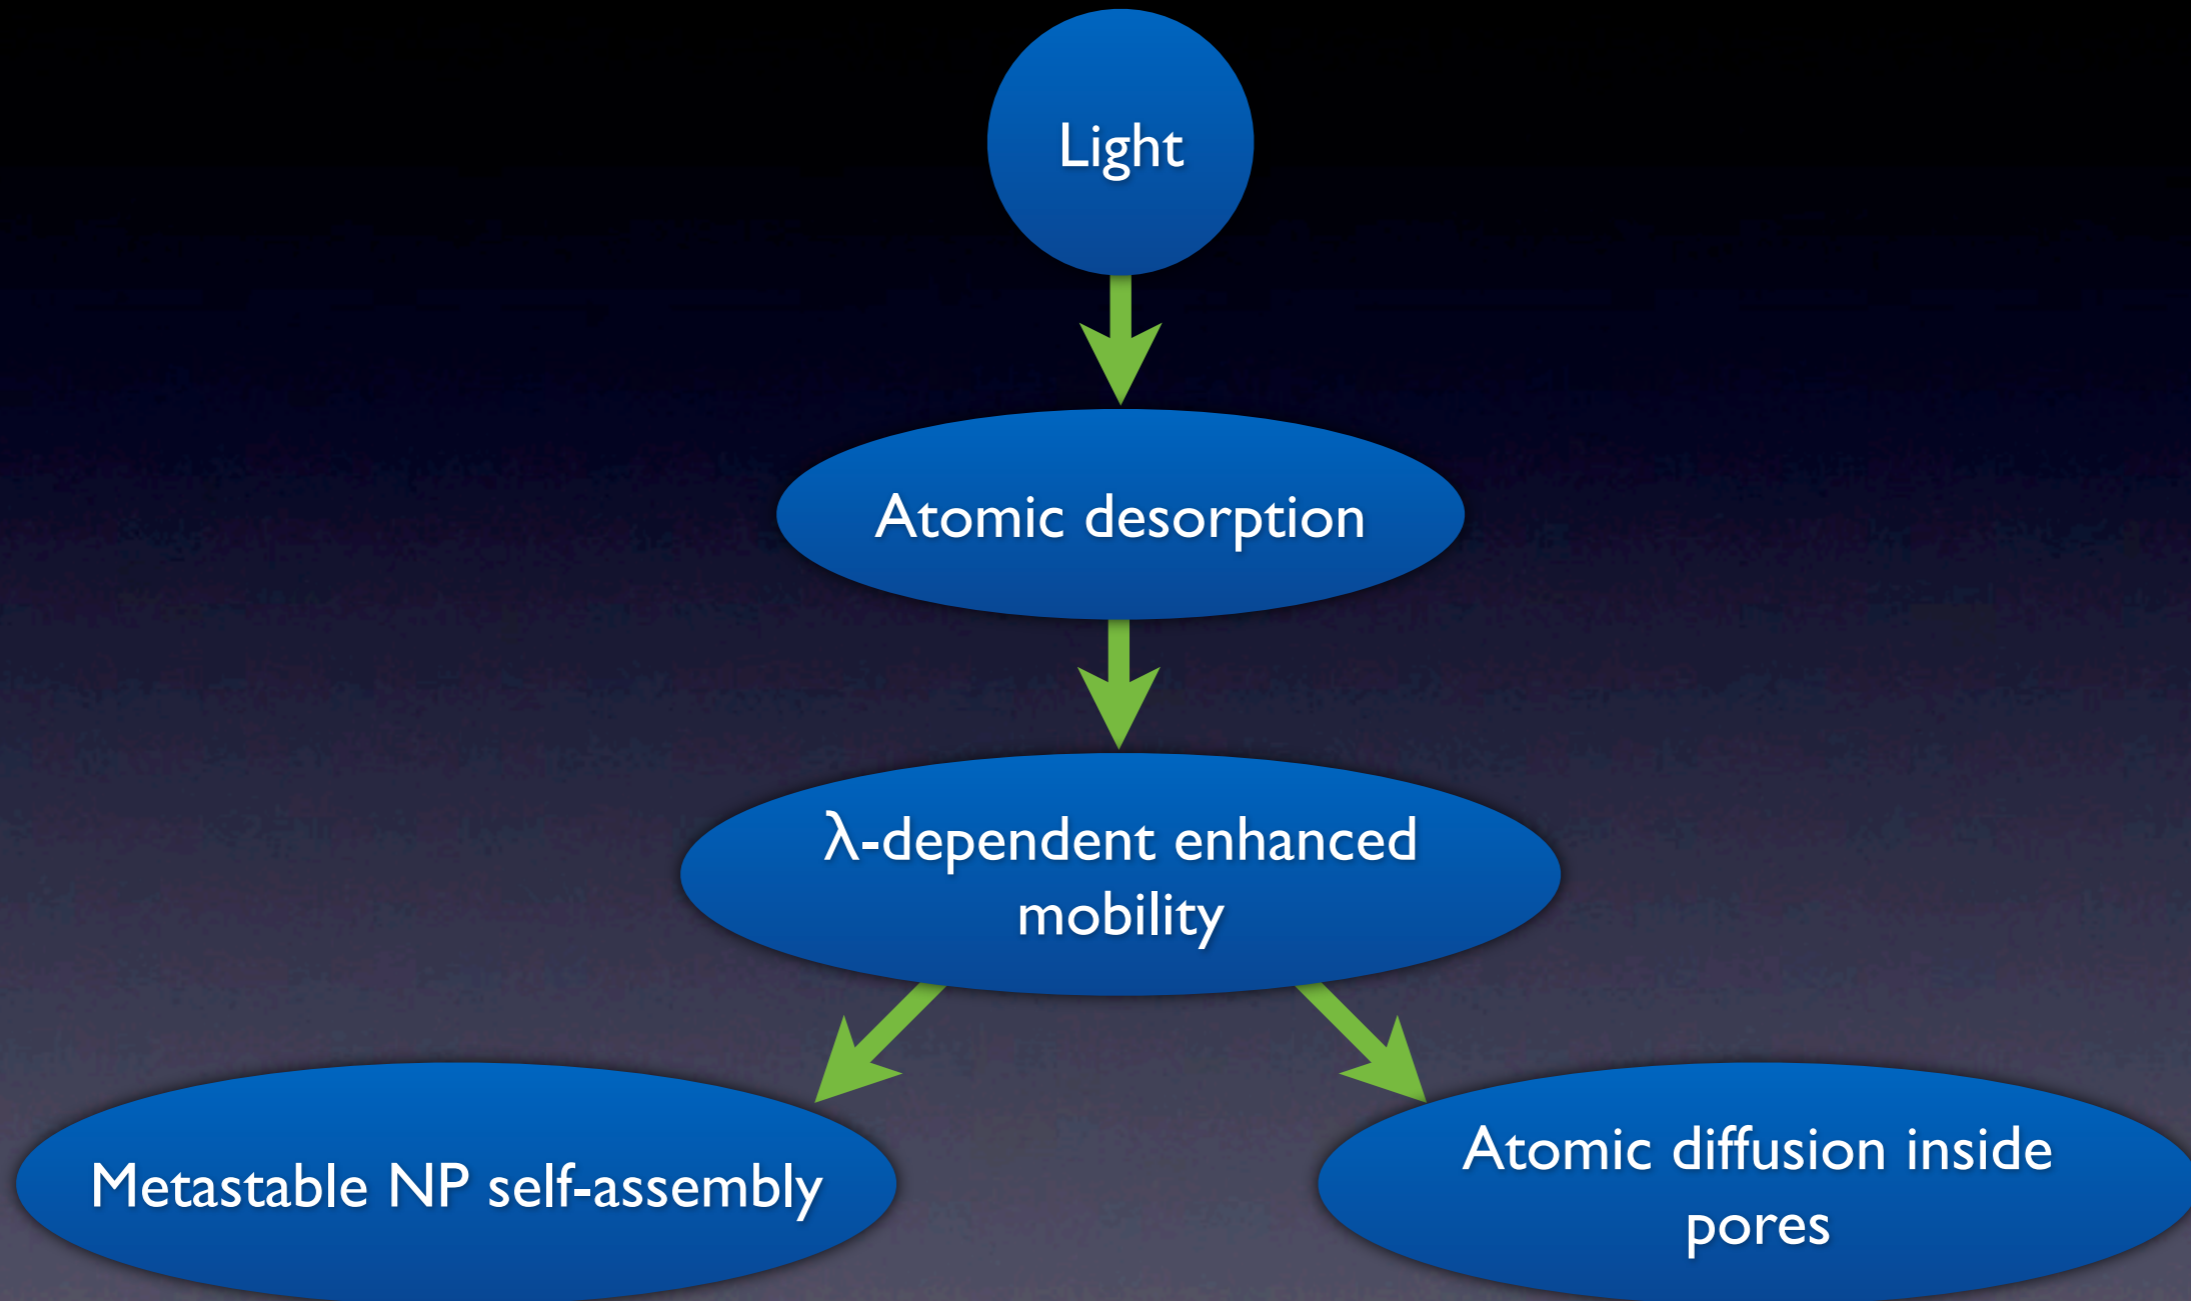 Light
Atomic desorption
λ-dependent enhanced
mobility
Metastable NP self-assembly
Atomic diffusion inside
pores